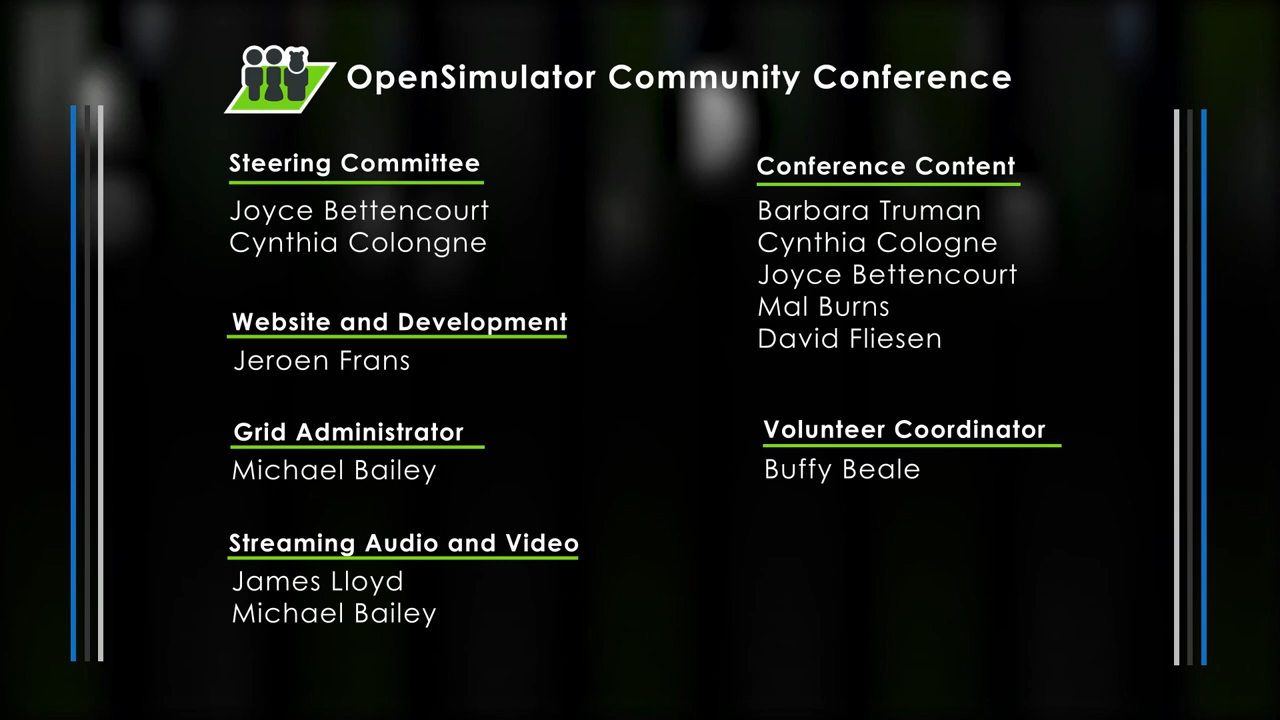 OpenSimulator Community Conference
Steering Committee
Joyce Bettencourt
Cynthia Colongne
Website and Development
Jeroen Frans
Grid Administrator
Michael Bailey
Streaming Audio and Video
James Lloyd
Michael Bailey
Conference Content
Barbara Truman
Cynthia Cologne
Joyce Bettencourt
Mal Burns
David Fliesen
Volunteer Coordinator
Buffy Beale